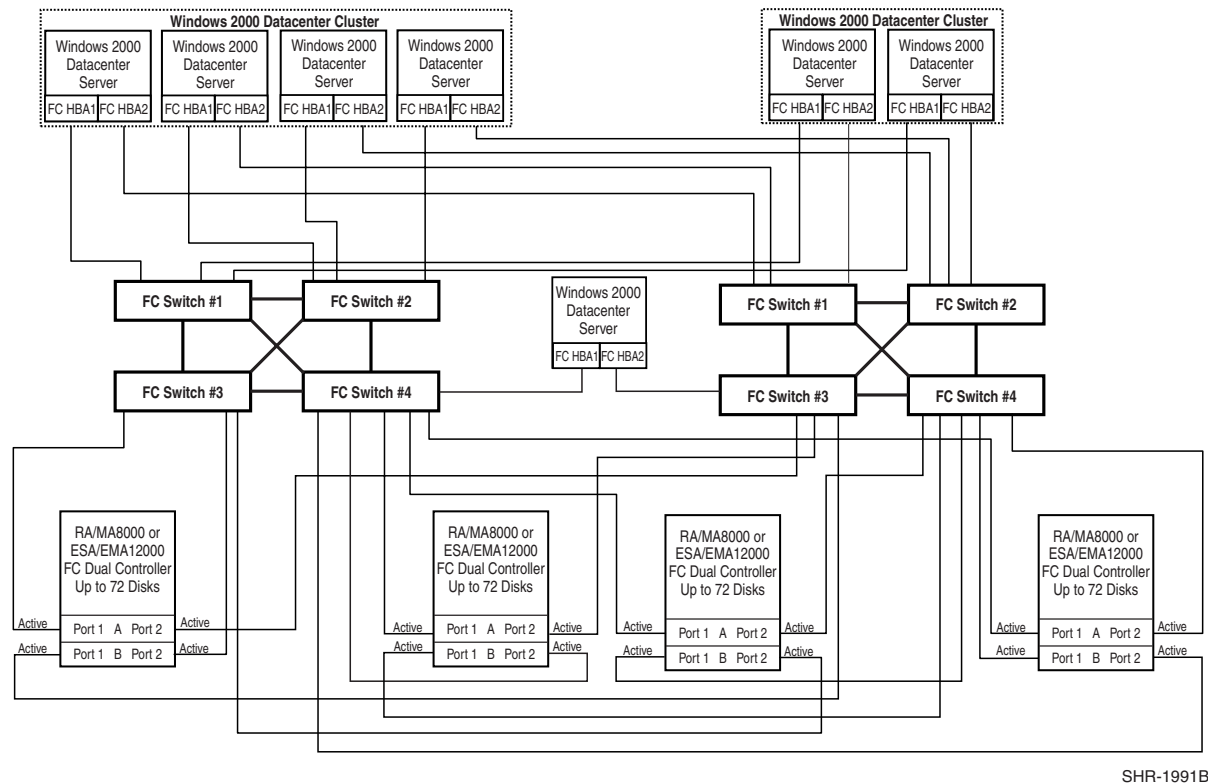 Windows 2000 Datacenter Cluster
Windows 2000
Datacenter
Server
FC HBA1 FC HBA2
Windows 2000
Datacenter
Server
FC HBA1 FC HBA2
Windows 2000
Datacenter
Server
FC HBA1 FC HBA2
Windows 2000
Datacenter
Server
FC HBA1 FC HBA2
Windows 2000 Datacenter Cluster
Windows 2000
Datacenter
Server
FC HBA1 FC HBA2
Windows 2000
Datacenter
Server
FC HBA1 FC HBA2
FC Switch #1
FC Switch #2
FC Switch #3
FC Switch #4
Windows 2000
Datacenter
Server
FC HBA1 FC HBA2
FC Switch #1
FC Switch #2
FC Switch #3
FC Switch #4
RA/MA8000 or
ESA/EMA12000
FC Dual Controller
Up to 72 Disks
Active Port 1 A Port 2 Active
Active Port 1 B Port 2 Active
RA/MA8000 or
ESA/EMA12000
FC Dual Controller
Up to 72 Disks
Active Port 1 A Port 2 Active
Active Port 1 B Port 2 Active
RA/MA8000 or
ESA/EMA12000
FC Dual Controller
Up to 72 Disks
Active Port 1 A Port 2 Active
Active Port 1 B Port 2 Active
RA/MA8000 or
ESA/EMA12000
FC Dual Controller
Up to 72 Disks
Active Port 1 A Port 2 Active
Active Port 1 B Port 2 Active
SHR-1991B